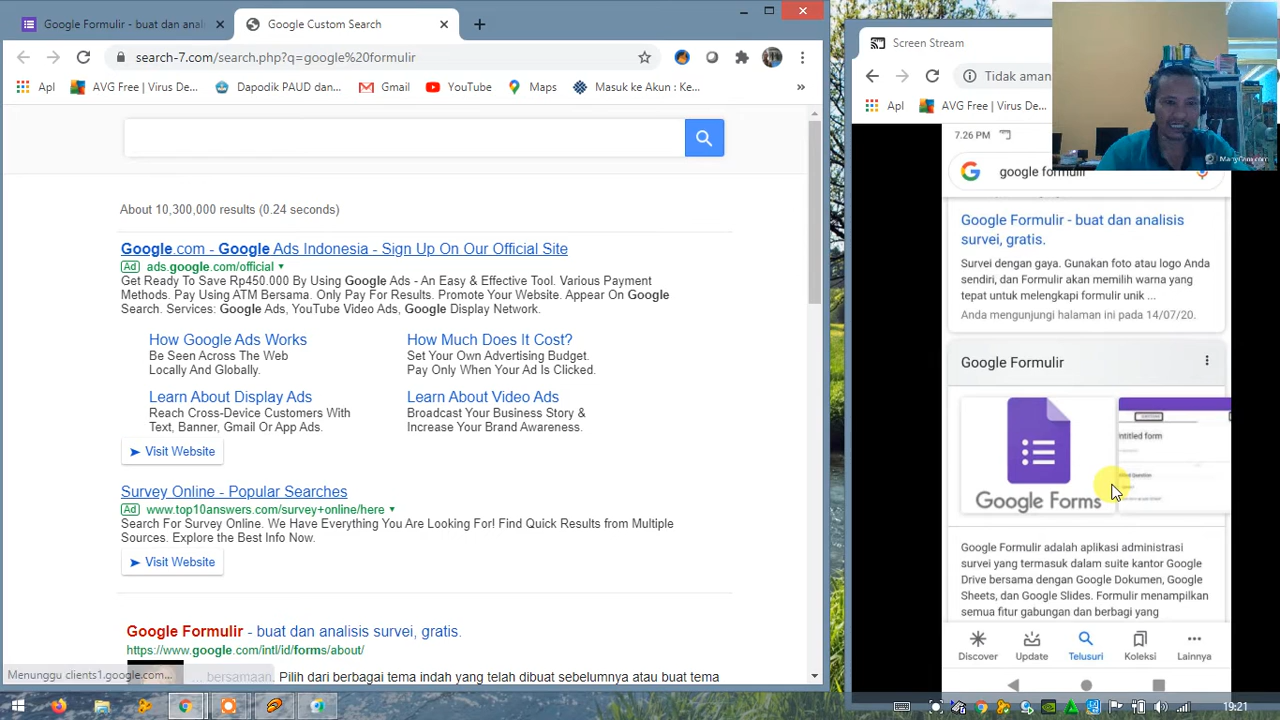 Google Formulir - buat dan anali
Google Custom Search
search-7.com/search.php?q=google%20formulir
Apl
AVG Free | Virus De...
Dapodik PAUD dan...
Gmail
YouTube
Maps
Masuk ke Akun : Ke...
»
About 10,300,000 results (0.24 seconds)
Google.com - Google Ads Indonesia - Sign Up On Our Official Site
Ad ads.google.com/official
Get Ready To Save Rp450.000 By Using Google Ads - An Easy & Effective Tool. Various Payment
Methods. Pay Using ATM Bersama. Only Pay For Results. Promote Your Website. Appear On Google
Search. Services: Google Ads, YouTube Video Ads, Google Display Network.
How Google Ads Works
Be Seen Across The Web
Locally And Globally.
How Much Does It Cost?
Set Your Own Advertising Budget.
Pay Only When Your Ad Is Clicked.
Learn About Display Ads
Reach Cross-Device Customers With
Text, Banner, Gmail Or App Ads.
Learn About Video Ads
Broadcast Your Business Story &
Increase Your Brand Awareness.
Visit Website
Survey Online - Popular Searches
Ad www.top10answers.com/survey+online/here
Search For Survey Online. We Have Everything You Are Looking For! Find Quick Results from Multiple
Sources. Explore the Best Info Now.
Visit Website
Google Formulir - buat dan analisis survei, gratis.
https://www.google.com/intl/id/forms/about/
... bersamaan. Pilih dari berbagai tema indah yang telah dibuat sebelumnya atau buat tema
Menunggu clients1.google.com...
Screen Stream
Tidak aman
Apl
AVG Free | Virus De...
ManyCam.com
7.26 PM
google formulir
Google Formulir - buat dan analisis
survei, gratis.
Survei dengan gaya. Gunakan foto atau logo Anda
sendiri, dan Formulir akan memilih warna yang
tepat untuk melengkapi formulir unik ...
Anda mengunjungi halaman ini pada 14/07/20.
Google Formulir
Google Forms
Intitled form
Google Formulir adalah aplikasi administrasi
survei yang termasuk dalam suite kantor Google
Drive bersama dengan Google Dokumen, Google
Sheets, dan Google Slides. Formulir menampilkan
semua fitur gabungan dan berbagi yang
Discover
Update
Telusuri
Koleksi
Lainnya
19:21